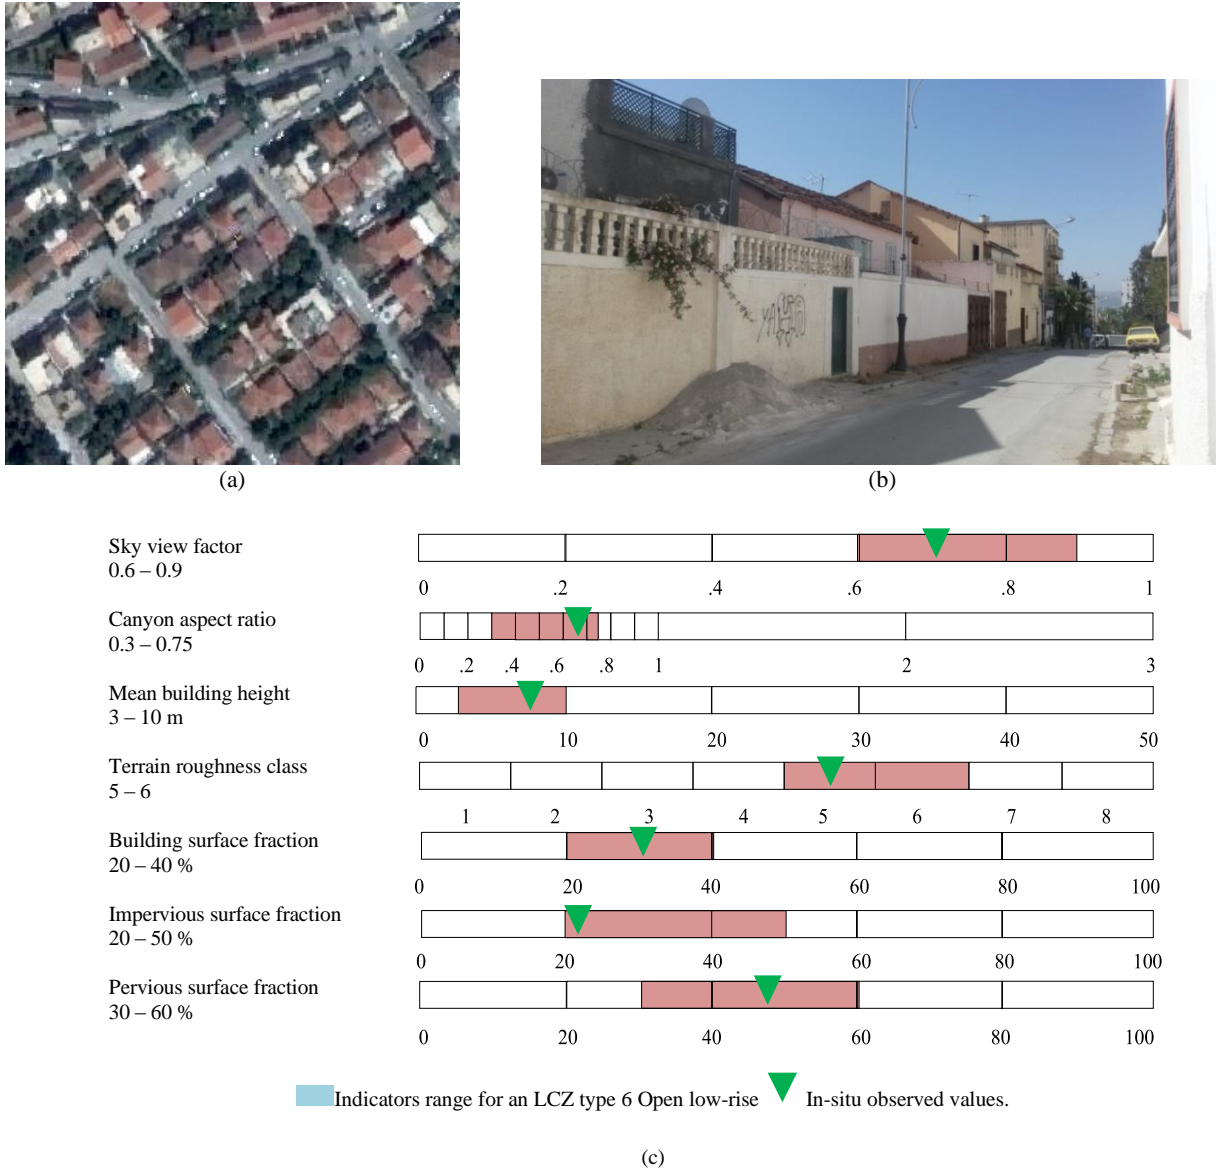 (a)
(b)
Sky view factor
0.6 – 0.9
0 .2 .4 .6 .8 1
Canyon aspect ratio
0.3 – 0.75
0 .2 .4 .6 .8 1 2 3
Mean building height
3 – 10 m
0 10 20 30 40 50
Terrain roughness class
5 – 6
1 2 3 4 5 6 7 8
Building surface fraction
20 – 40 %
0 20 40 60 80 100
Impervious surface fraction
20 – 50 %
0 20 40 60 80 100
Pervious surface fraction
30 – 60 %
0 20 40 60 80 100
Indicators range for an LCZ type 6 Open low-rise In-situ observed values.
(c)